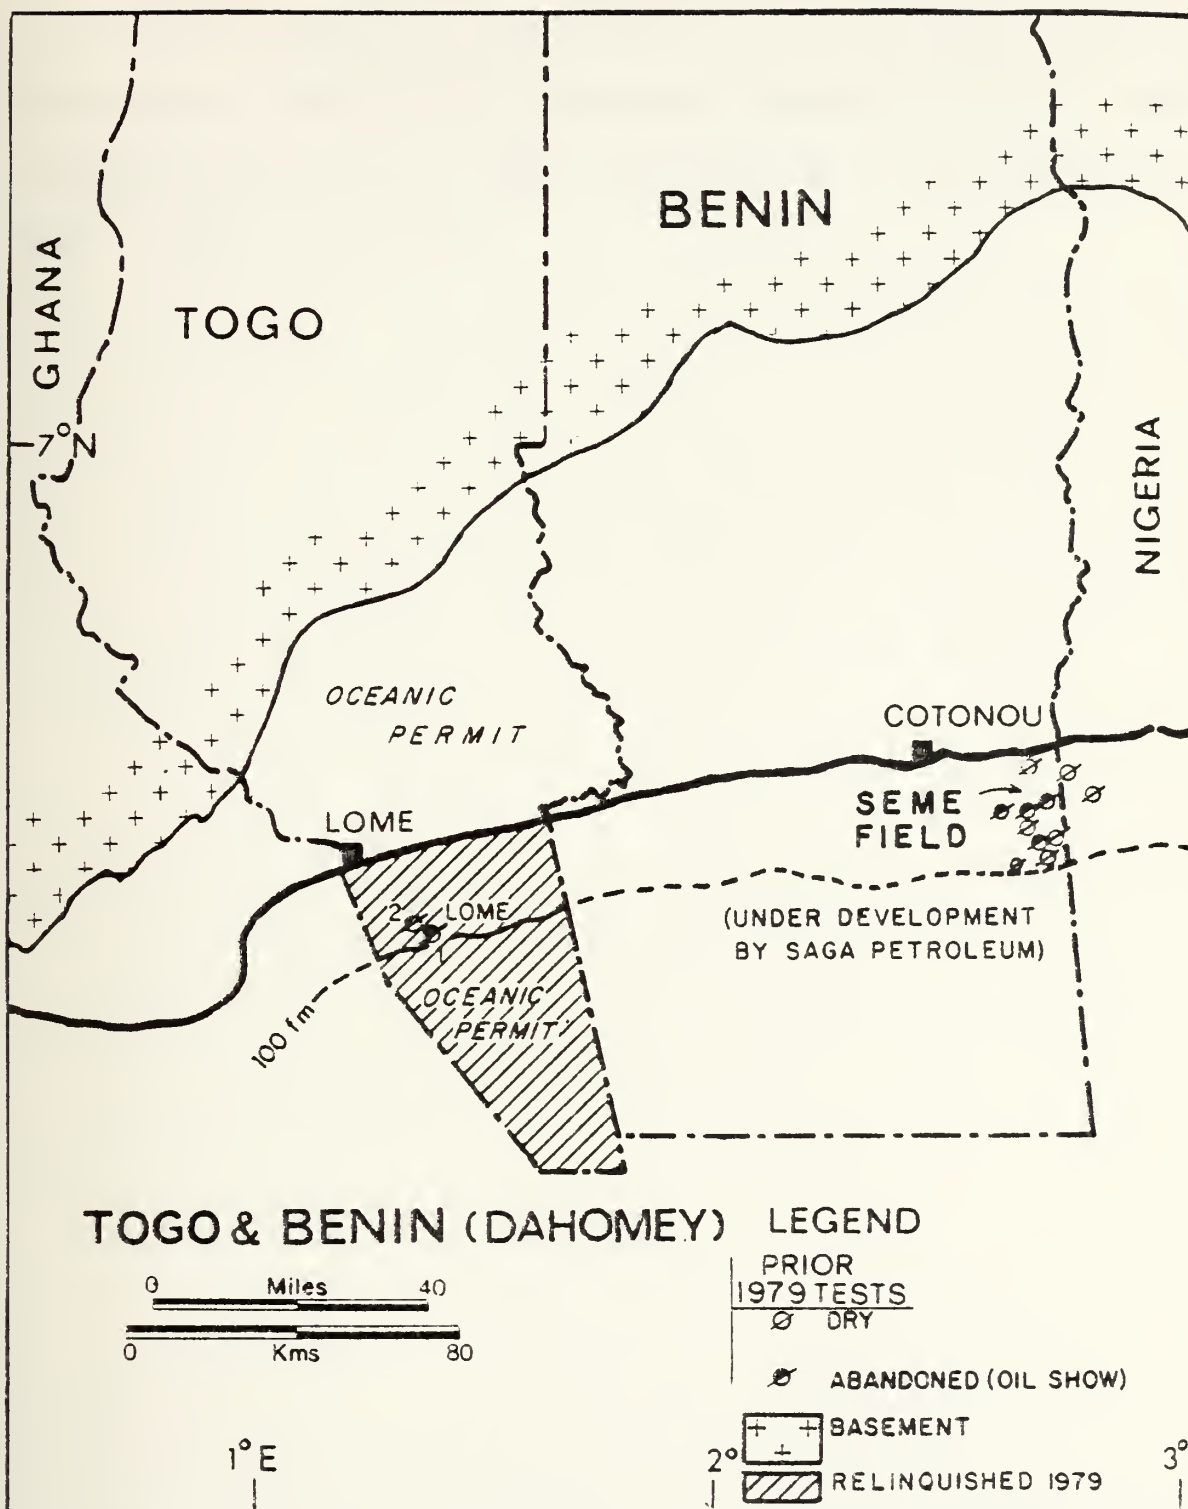 BENIN
GHANA
TOGO
7°N
NIGERIA
OCEANIC
PERMIT
COTONOU
SEME
FIELD
LOME
2 LOME
1
(UNDER DEVELOPMENT
BY SAGA PETROLEUM)
OCEANIC
PERMIT
100 fm
TOGO & BENIN (DAHOMEY)
0 Miles 40
0 Kms 80
LEGEND
PRIOR
1979 TESTS
DRY
ABANDONED (OIL SHOW)
BASEMENT
RELINQUISHED 1979
1°E
2°
3°